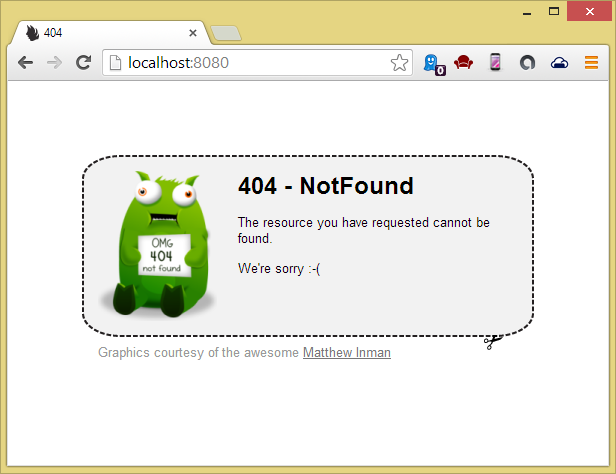 404
localhost:8080
0
404 - NotFound
The resource you have requested cannot be
found.
We're sorry :-(
OMG
404
not found
Graphics courtesy of the awesome Matthew Inman